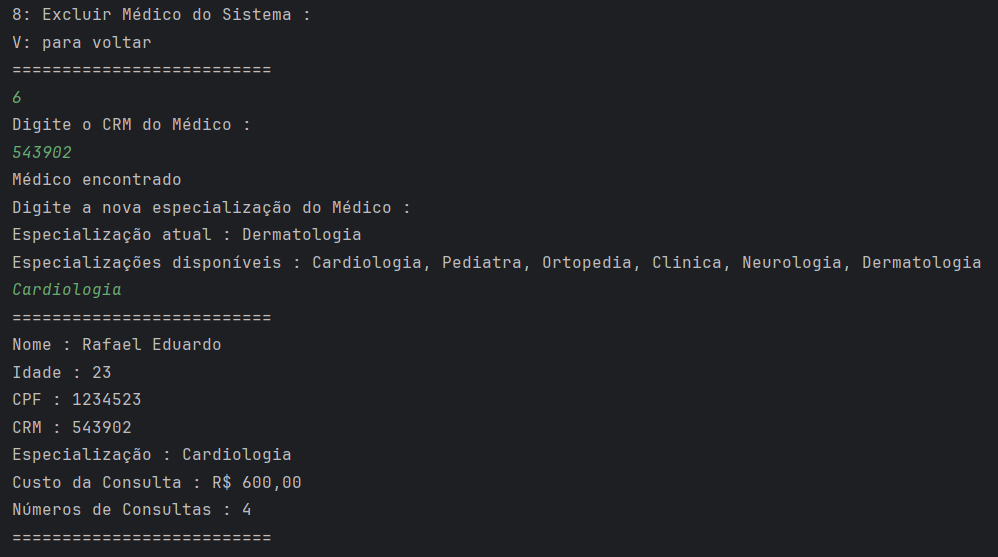 8: Excluir Médico do Sistema :
V: para voltar
==========================
6
Digite o CRM do Médico :
543902
Médico encontrado
Digite a nova especialização do Médico :
Especialização atual : Dermatologia
Especializações disponíveis : Cardiologia, Pediatra, Ortopedia, Clinica, Neurologia, Dermatologia
Cardiologia
==========================
Nome : Rafael Eduardo
Idade : 23
CPF : 1234523
CRM : 543902
Especialização : Cardiologia
Custo da Consulta : R$ 600,00
Números de Consultas : 4
==========================